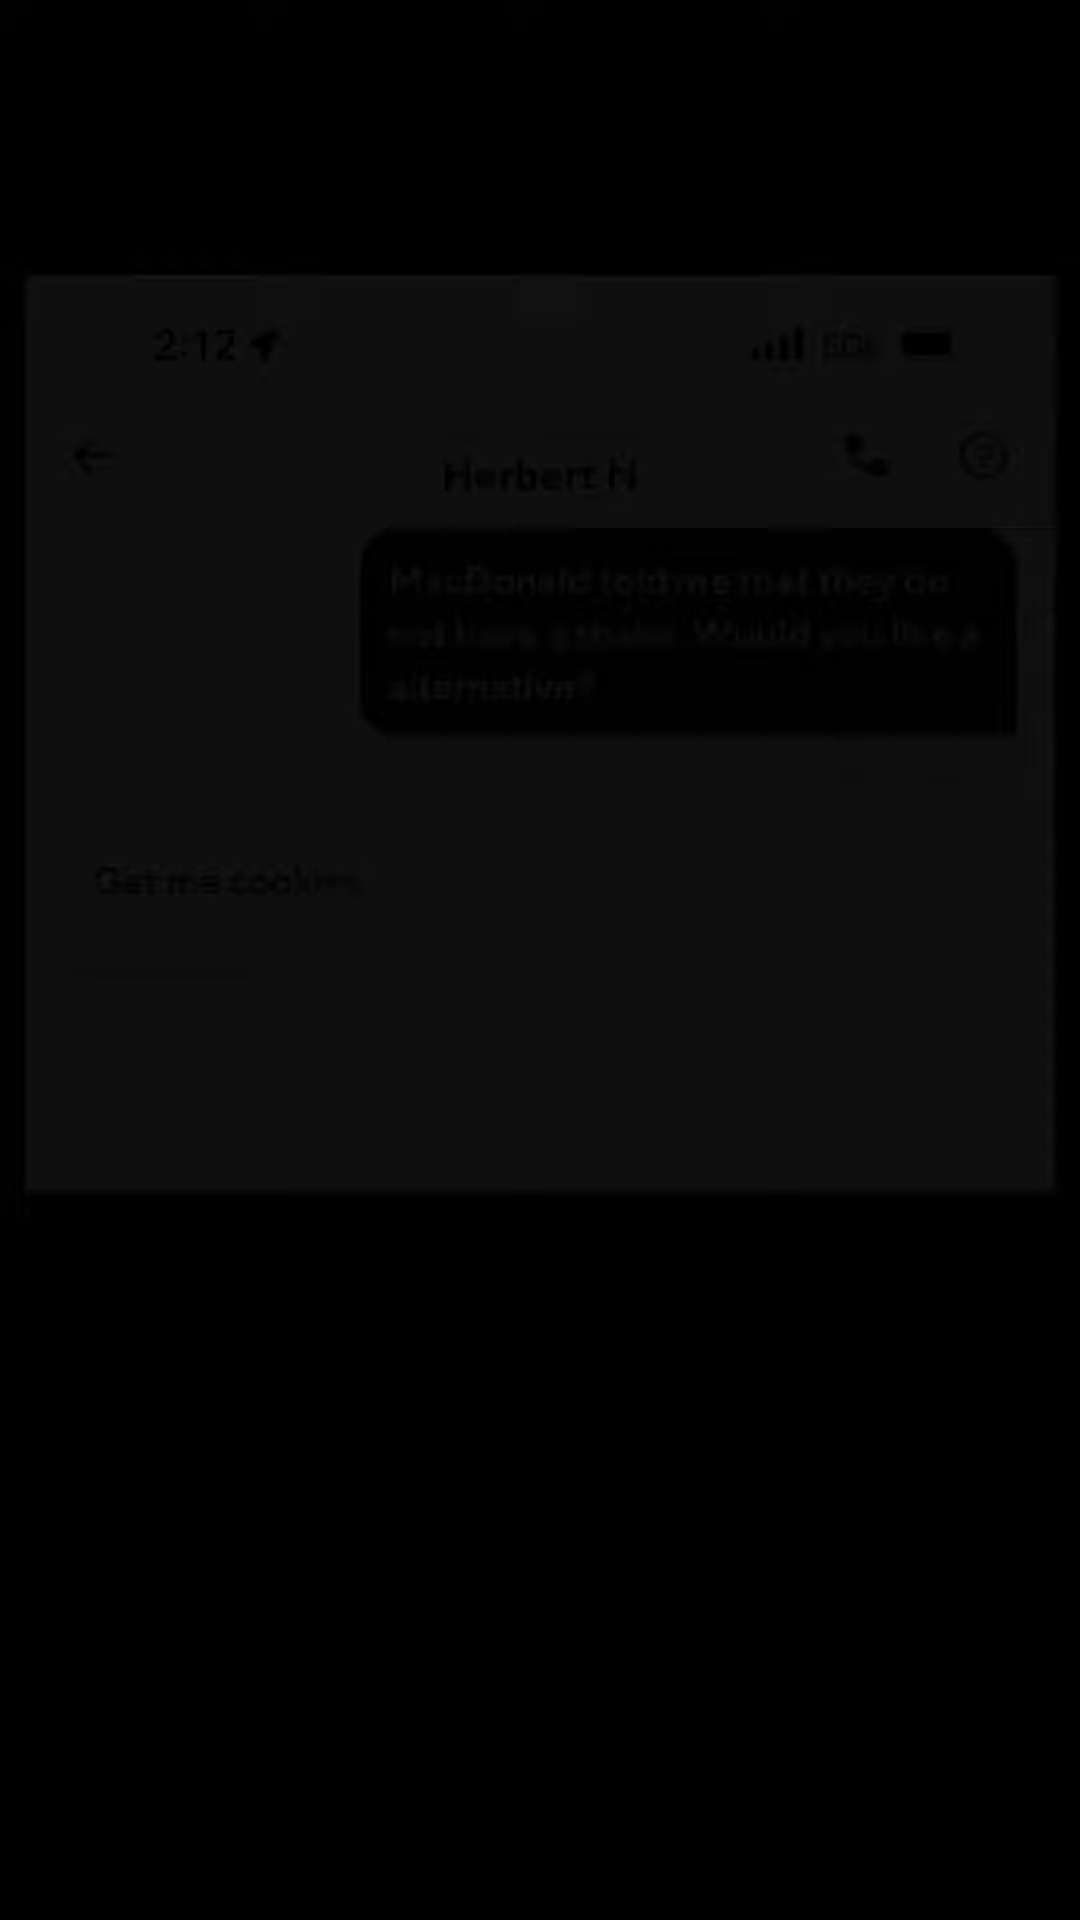 2:12
Herbert N
MacDonald told me that they do
not have a shake. Would you like a
alternative?
Get me cookies